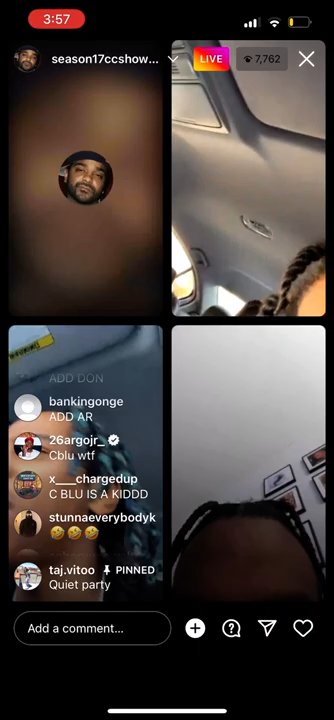 3:57
season17ccshow...
LIVE
7,762
ADD DON
bankingonge
ADD AR
26argojr_
Cblu wtf
x___chargedup
C BLU IS A KIDDD
stunnaeverybodyk
🤣🤣🤣
taj.vitoo PINNED
Quiet party
Add a comment...